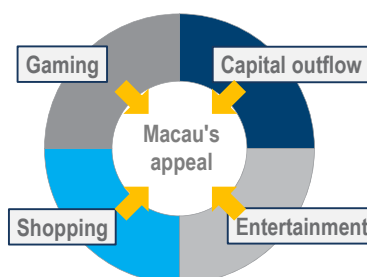 Gaming
Capital outflow
Macau's
appeal
Shopping
Entertainment